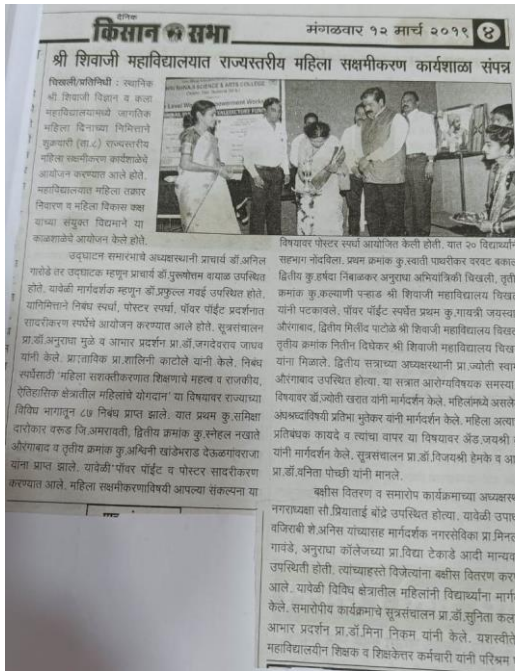 दैनिक
किसान सभा
मंगळवार १२ मार्च २०१९ ४
श्री शिवाजी महाविद्यालयात राज्यस्तरीय महिला सक्षमीकरण कार्यशाळा संपन्न
चिखली/प्रतिनिधी : स्थानिक
श्री शिवाजी विज्ञान व कला
महाविद्यालयामध्ये जागतिक
महिला दिनाच्या निमित्ताने
शुक्रवारी (ता.८) राज्यस्तरीय
महिला सक्षमीकरण कार्यशाळेचे
आयोजन करण्यात आले होते.
महाविद्यालयात महिला तक्रार
निवारण व महिला विकास कक्ष
यांच्या संयुक्त विद्यमाने या
कार्यशाळेचे आयोजन केले होते.
उद्घाटन समारंभाचे अध्यक्षस्थानी प्राचार्य डॉ.अनिल
गारोडे तर उद्घाटक म्हणून प्राचार्य डॉ.पुरूषोत्तम वायाळ उपस्थित
होते. यावेळी मार्गदर्शक म्हणून डॉ.प्रफुल्ल गवई उपस्थित होते.
यानिमित्ताने निबंध स्पर्धा, पोस्टर स्पर्धा, पॉवर पॉईट प्रदर्शनात
सादरीकरण स्पर्धेचे आयोजन करण्यात आले होते. सूत्रसंचालन
प्रा.डॉ.अनुराधा मुळे व आभार प्रदर्शन प्रा.डॉ.जगदेवराव जाधव
यांनी केले. प्रास्ताविक प्रा.शालिनी काटोले यांनी केले. निबंध
स्पर्धेसाठी 'महिला सशक्तीकरणात शिक्षणाचे महत्व व राजकीय,
ऐतिहासिक क्षेत्रातील महिलांचे योगदान' या विषयावर राज्याच्या
विविध भागातून ८७ निबंध प्राप्त झाले. यात प्रथम कु.समिक्षा
दारोकार वरूड जि.अमरावती, द्वितीय क्रमांक कु.स्नेहल नखाते
औरंगाबाद व तृतीय क्रमांक कु.अश्विनी खांडेभराड देऊळगांवराजा
यांना प्राप्त झाले. यावेळी पॉवर पॉईट व पोस्टर सादरीकरण
करण्यात आले. महिला सक्षमीकरणाविषयी आपल्या संकल्पना या
विषयावर पोस्टर स्पर्धा आयोजित केली होती. यात २० विद्यार्थ्यां
सहभाग नोंदविला. प्रथम क्रमांक कु.स्वाती पाथरीकर दरवट बकाल
द्वितीय कु.हर्षदा निंबाळकर अनुराधा अभियांत्रिकी चिखली, तृती
क्रमांक कु.कल्याणी पऱ्हाड श्री शिवाजी महाविद्यालय चिख
यांनी पटकावले. पॉवर पॉईट स्पर्धेत प्रथम कु.गायत्री जयस्वा
औरंगाबाद, द्वितीय मिलींद पाटोळे श्री शिवाजी महाविद्यालय चिख
तृतीय क्रमांक नितीन दिघेकर श्री शिवाजी महाविद्यालय चिख
यांना मिळाले. द्वितीय सत्राच्या अध्यक्षस्थानी प्रा.ज्योती स्वाम
औरंगाबाद उपस्थित होत्या. या सत्रात आरोग्यविषयक समस्या
विषयावर डॉ.ज्योती खरात यांनी मार्गदर्शन केले. महिलांमध्ये असले
अंधश्रध्दांविषयी प्रतिभा भुतेकर यांनी मार्गदर्शन केले. महिला अत्या
प्रतिबंधक कायदे व त्यांचा वापर या विषयावर अॅड.जयश्री
यांनी मार्गदर्शन केले. सूत्रसंचालन प्रा.डॉ.विजयश्री हेमके व आ
प्रा.डॉ.वनिता पोच्छी यांनी मानले.
बक्षीस वितरण व समारोप कार्यक्रमाच्या अध्यक्षस्थ
नगराध्यक्षा सौ.प्रियाताई बोंद्रे उपस्थित होत्या. यावेळी उपाध
वजिराबी शे.अनिस यांच्यासह मार्गदर्शक नगरसेविका प्रा.मिनल
गावंडे, अनुराधा कॉलेजच्या प्रा.विद्या टेकाडे आदी मान्यव
उपस्थिती होती. त्यांच्याहस्ते विजेत्यांना बक्षीस वितरण कर
आले. यावेळी विविध क्षेत्रातील महिलांनी विद्यार्थ्यांना मार्ग
केले. समारोपीय कार्यक्रमाचे सूत्रसंचालन प्रा.डॉ.सुनिता कल
आभार प्रदर्शन प्रा.डॉ.मिना निकम यांनी केले. यशस्वीते
महाविद्यालयीन शिक्षक व शिक्षकेत्तर कर्मचारी यांनी परिश्रम